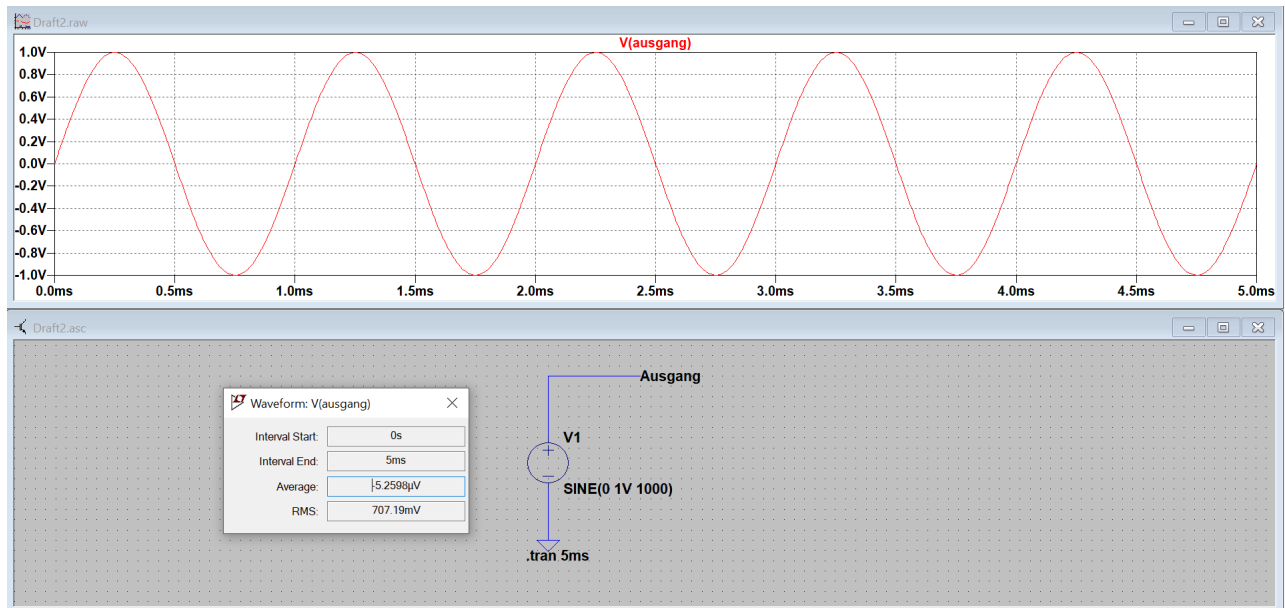 Draft2.raw
V(ausgang)
1.0V
0.8V
0.6V
0.4V
0.2V
0.0V
-0.2V
-0.4V
-0.6V
-0.8V
-1.0V
0.0ms 0.5ms 1.0ms 1.5ms 2.0ms 2.5ms 3.0ms 3.5ms 4.0ms 4.5ms 5.0ms
Draft2.asc
Waveform: V(ausgang)
Interval Start: 0s
Interval End: 5ms
Average: -5.2598µV
RMS: 707.19mV
Ausgang
V1
SINE(0 1V 1000)
.tran 5ms